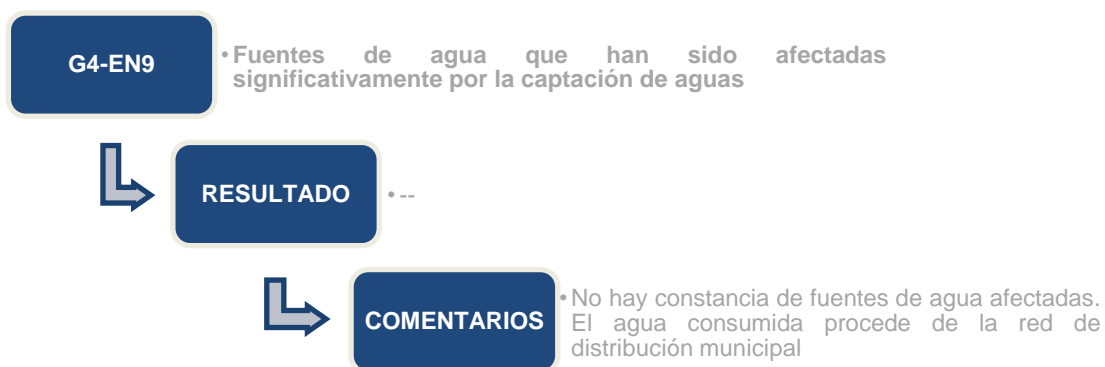 G4-EN9
• Fuentes de agua que han sido afectadas
significativamente por la captación de aguas
RESULTADO
• --
COMENTARIOS
• No hay constancia de fuentes de agua afectadas.
El agua consumida procede de la red de
distribución municipal